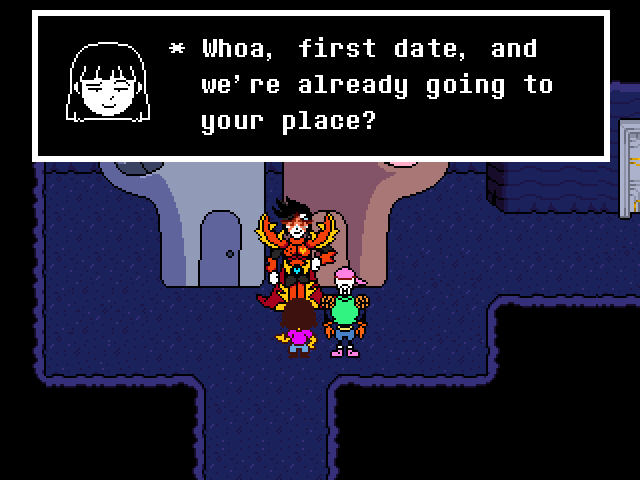 * Whoa, first date, and
we're already going to
your place?